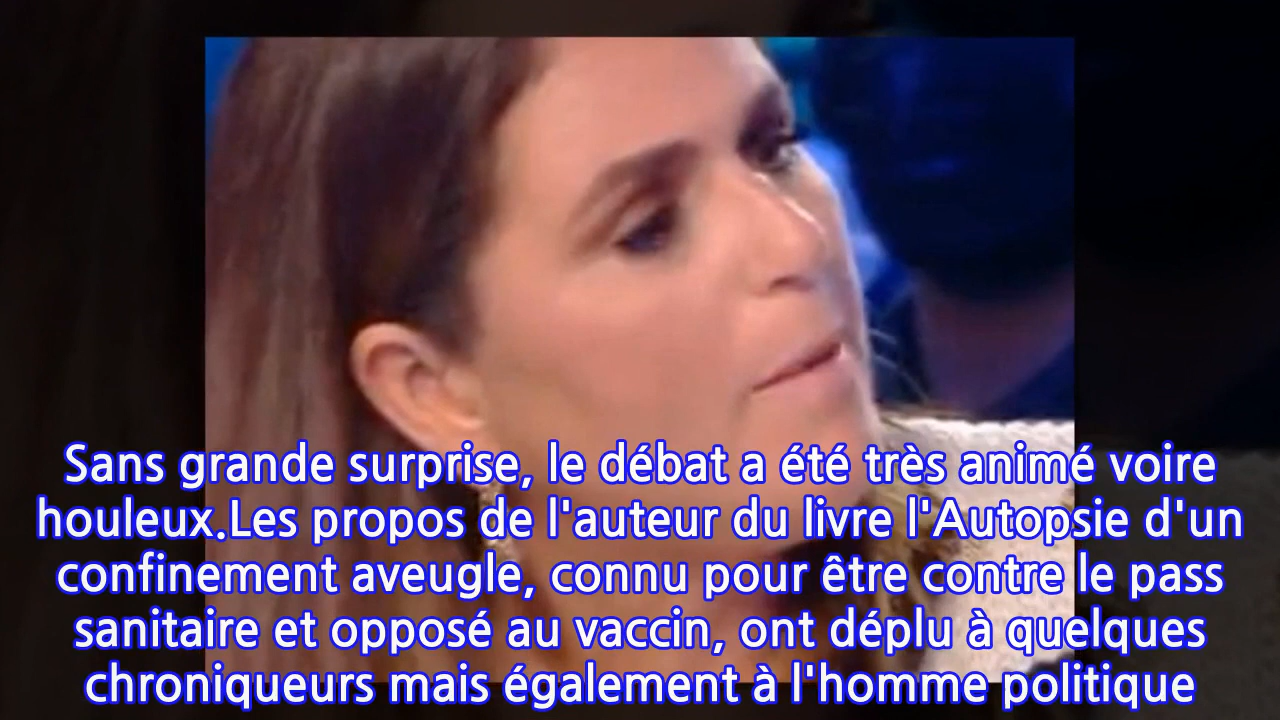 Sans grande surprise, le débat a été très animé voire
houleux.Les propos de l'auteur du livre l'Autopsie d'un
confinement aveugle, connu pour être contre le pass
sanitaire et opposé au vaccin, ont déplu à quelques
chroniqueurs mais également à l'homme politique